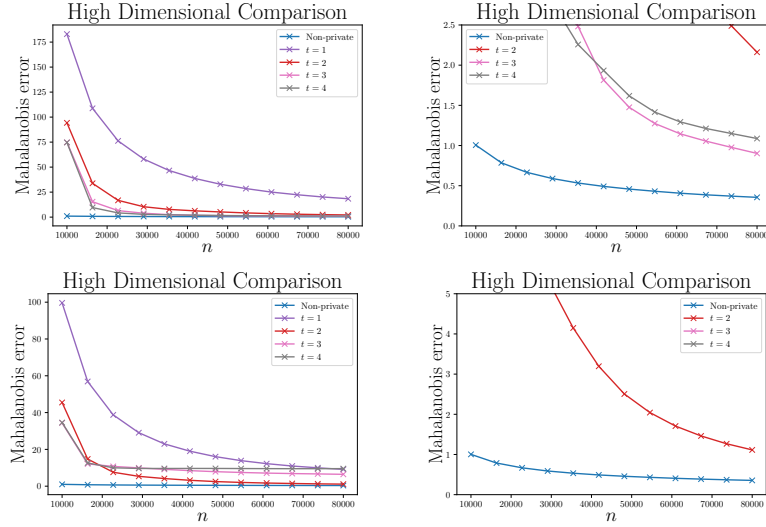 High Dimensional Comparison
Mahalanobis error
175
150
125
100
75
50
25
0
Non-private
t = 1
t = 2
t = 3
t = 4
10000 20000 30000 40000 50000 60000 70000 80000
n
High Dimensional Comparison
Mahalanobis error
2.5
2.0
1.5
1.0
0.5
0.0
Non-private
t = 2
t = 3
t = 4
10000 20000 30000 40000 50000 60000 70000 80000
n
High Dimensional Comparison
Mahalanobis error
100
80
60
40
20
0
Non-private
t = 1
t = 2
t = 3
t = 4
10000 20000 30000 40000 50000 60000 70000 80000
n
High Dimensional Comparison
Mahalanobis error
5
4
3
2
1
0
Non-private
t = 2
t = 3
t = 4
10000 20000 30000 40000 50000 60000 70000 80000
n